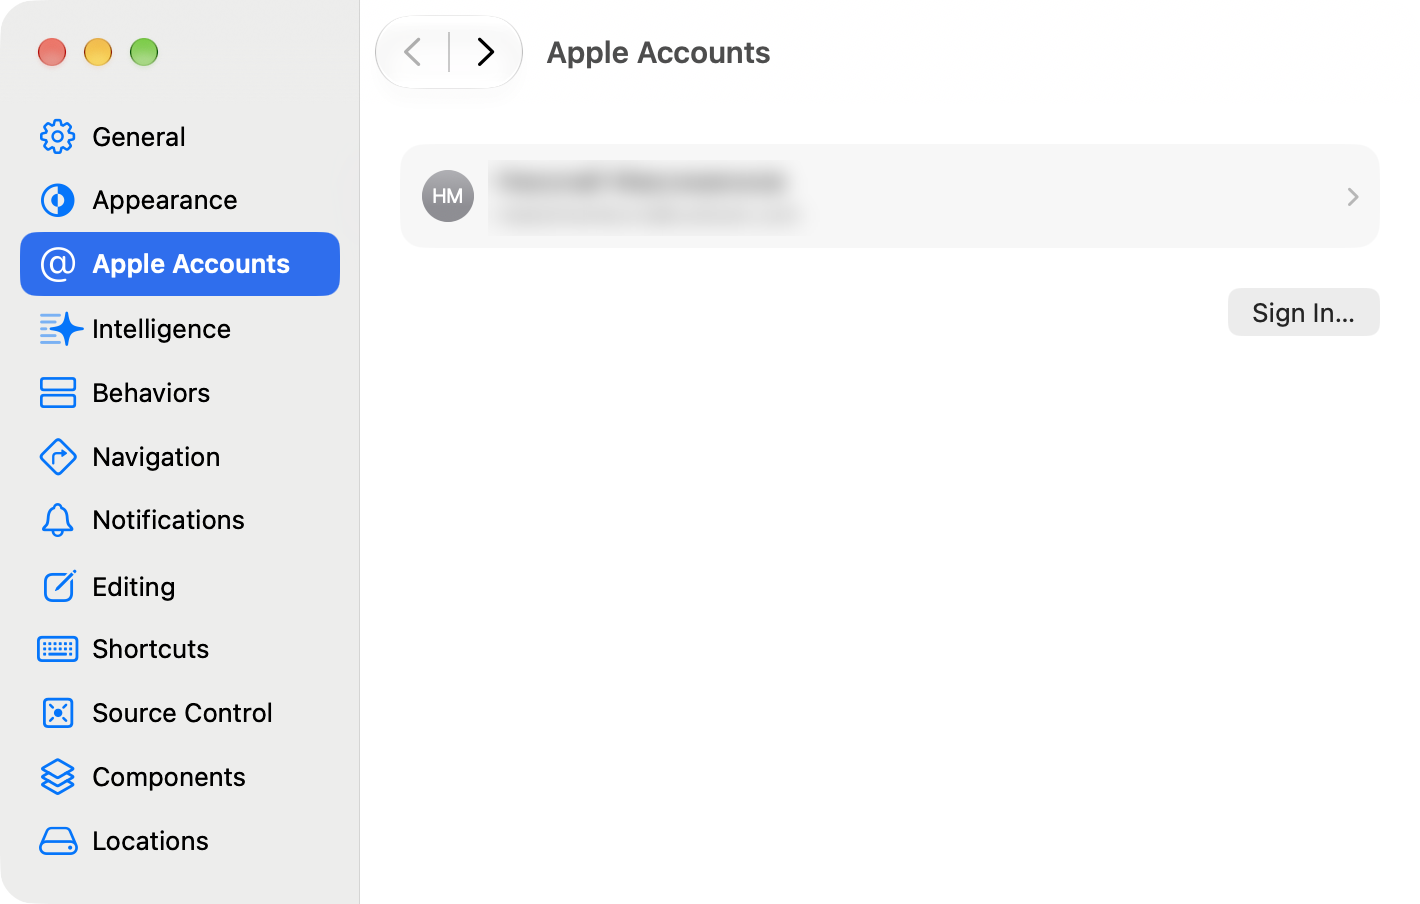 Apple Accounts
General
Appearance
Apple Accounts
Intelligence
Behaviors
Navigation
Notifications
Editing
Shortcuts
Source Control
Components
Locations
HM
Sign In...